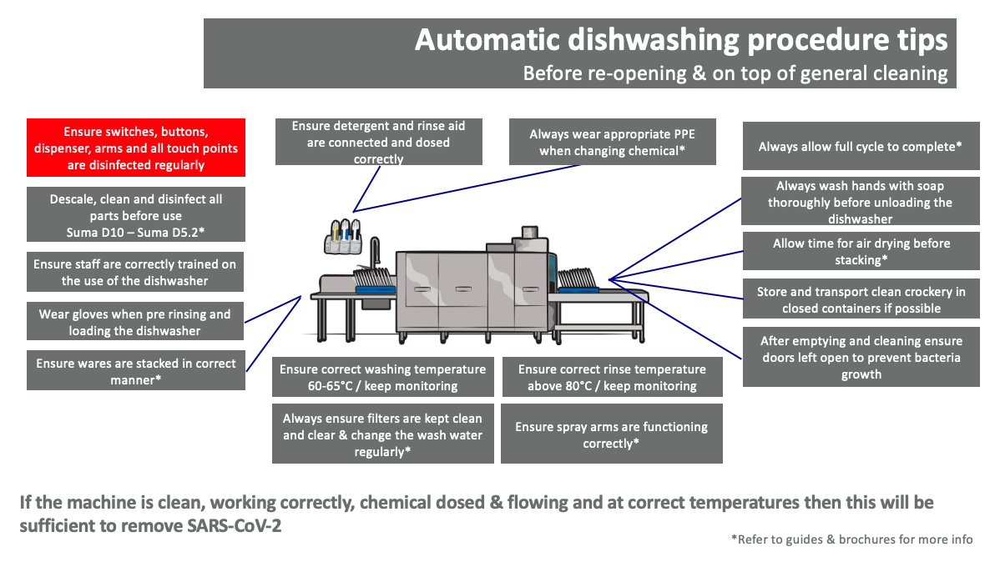 Automatic dishwashing procedure tips
Before re-opening & on top of general cleaning
Ensure switches, buttons,
dispenser, arms and all touch points
are disinfected regularly
Descale, clean and disinfect all
parts before use
Suma D10 – Suma D5.2*
Ensure staff are correctly trained on
the use of the dishwasher
Wear gloves when pre rinsing and
loading the dishwasher
Ensure wares are stacked in correct
manner*
Ensure detergent and rinse aid
are connected and dosed
correctly
Always wear appropriate PPE
when changing chemical*
Always allow full cycle to complete*
Always wash hands with soap
thoroughly before unloading the
dishwasher
Allow time for air drying before
stacking*
Store and transport clean crockery in
closed containers if possible
After emptying and cleaning ensure
doors left open to prevent bacteria
growth
Ensure correct washing temperature
60-65°C / keep monitoring
Ensure correct rinse temperature
above 80°C / keep monitoring
Always ensure filters are kept clean
and clear & change the wash water
regularly*
Ensure spray arms are functioning
correctly*
If the machine is clean, working correctly, chemical dosed & flowing and at correct temperatures then this will be
sufficient to remove SARS-CoV-2
*Refer to guides & brochures for more info